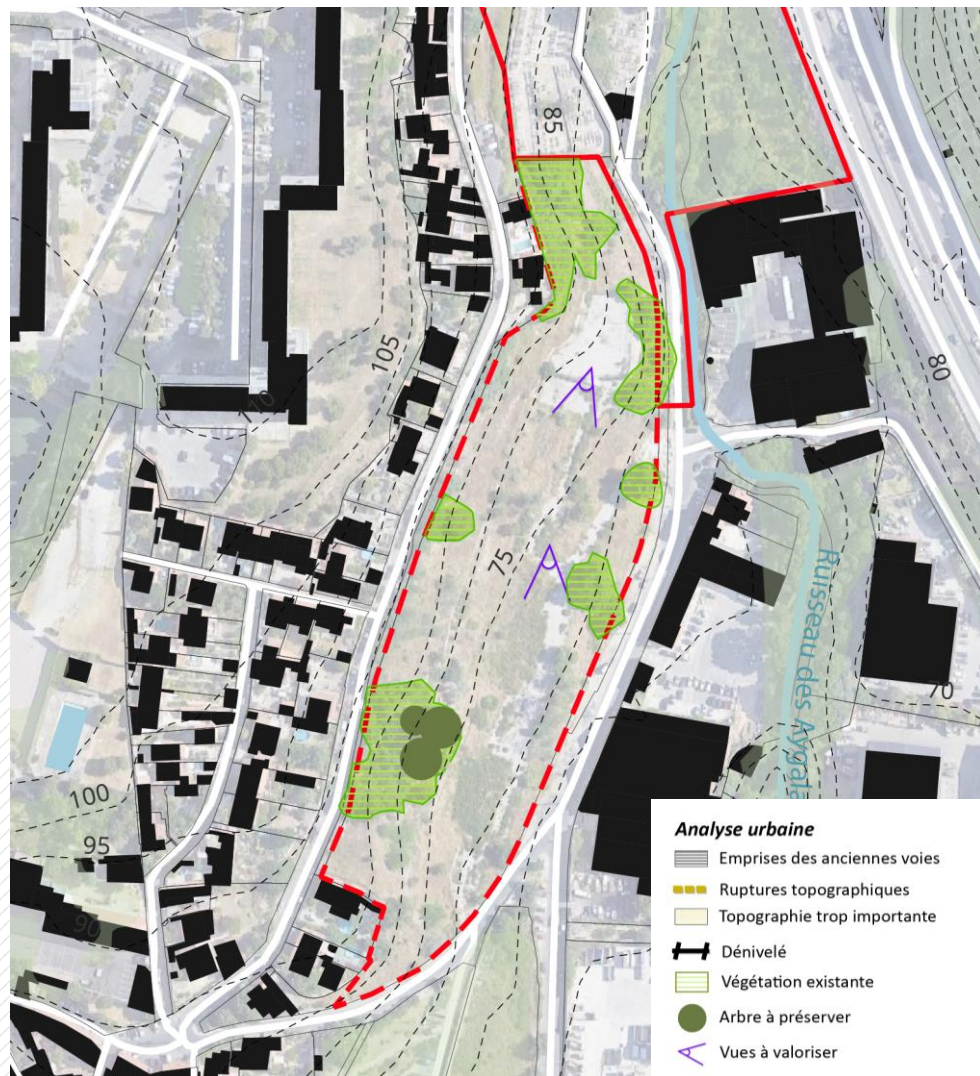 85
105
80
110
75
Russeau des Aygala
70
100
95
90
Analyse urbaine
Emprises des anciennes voies
Ruptures topographiques
Topographie trop importante
Dénivelé
Végétation existante
Arbre à préserver
Vues à valoriser